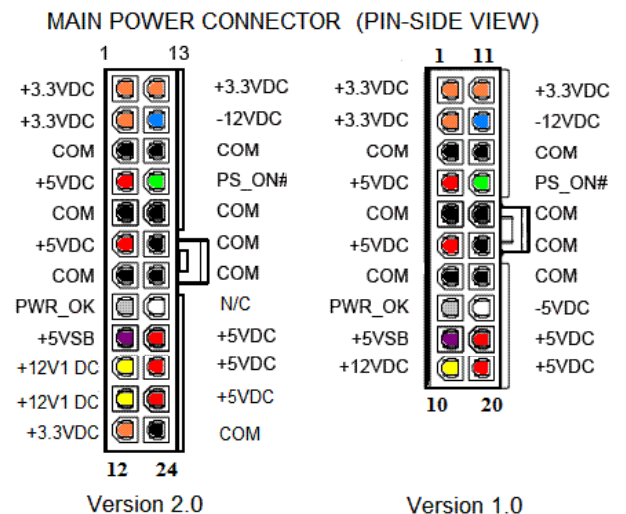 MAIN POWER CONNECTOR (PIN-SIDE VIEW)
1 13
+3.3VDC +3.3VDC
+3.3VDC -12VDC
COM COM
+5VDC PS_ON#
COM COM
+5VDC COM
COM COM
PWR_OK N/C
+5VSB +5VDC
+12V1 DC +5VDC
+12V1 DC +5VDC
+3.3VDC COM
12 24
Version 2.0
1 11
+3.3VDC +3.3VDC
+3.3VDC -12VDC
COM COM
+5VDC PS_ON#
COM COM
+5VDC COM
COM COM
PWR_OK -5VDC
+5VSB +5VDC
+12VDC +5VDC
10 20
Version 1.0